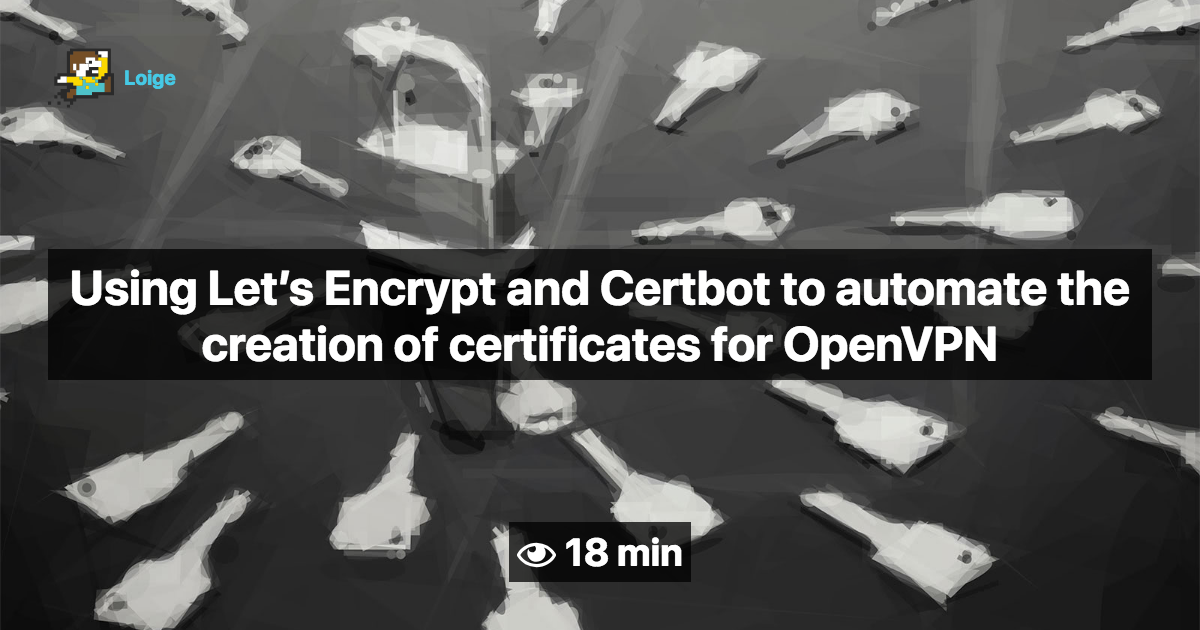 Loige
Using Let’s Encrypt and Certbot to automate the
creation of certificates for OpenVPN
18 min